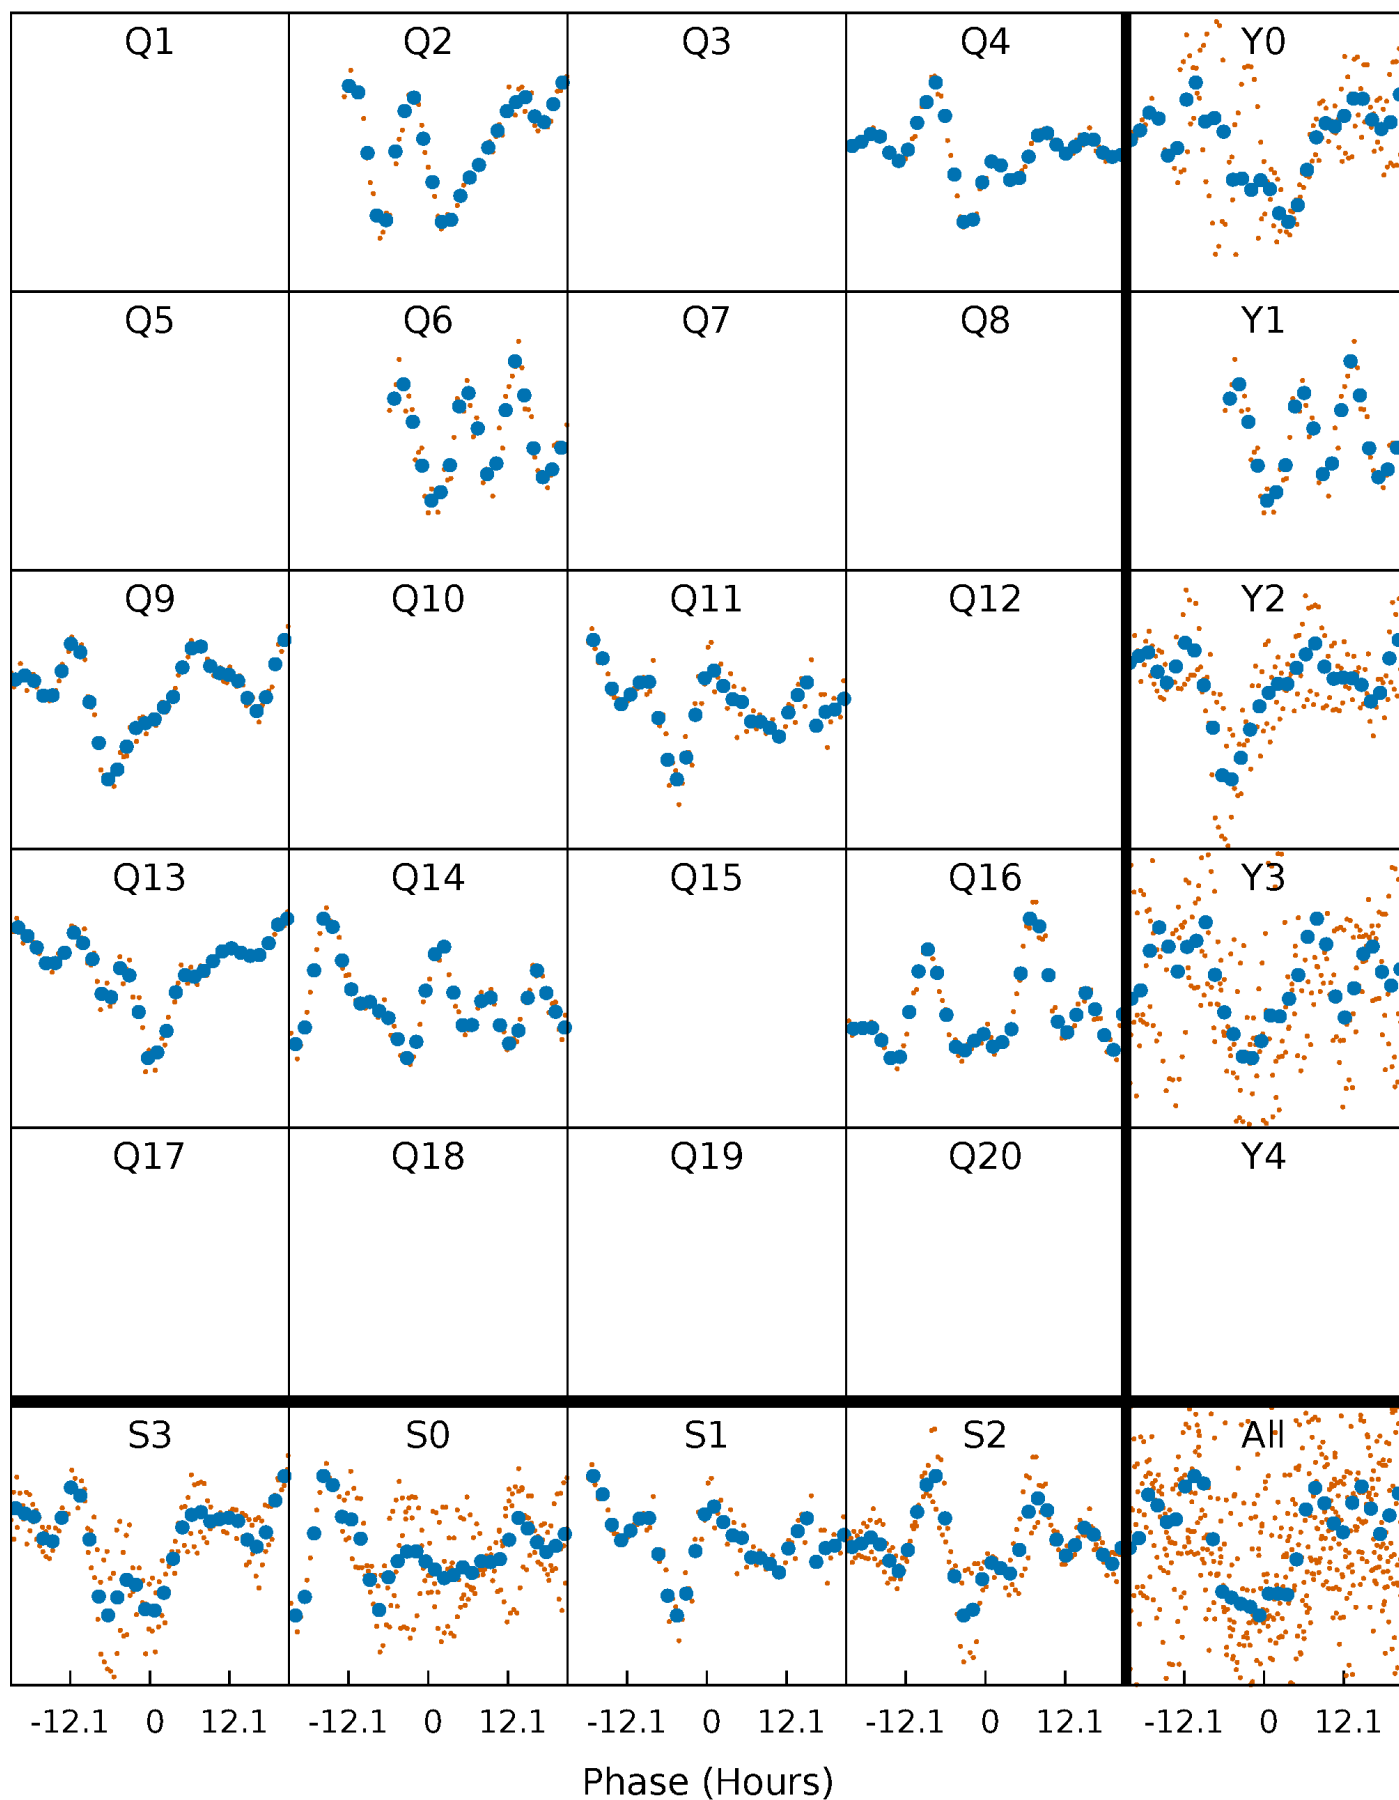 Q1 Q2 Q3 Q4 Y0
Q5 Q6 Q7 Q8 Y1
Q9 Q10 Q11 Q12 Y2
Q13 Q14 Q15 Q16 Y3
Q17 Q18 Q19 Q20 Y4
S3 S0 S1 S2 All
-12.1 0 12.1 -12.1 0 12.1 -12.1 0 12.1 -12.1 0 12.1 -12.1 0 12.1
Phase (Hours)